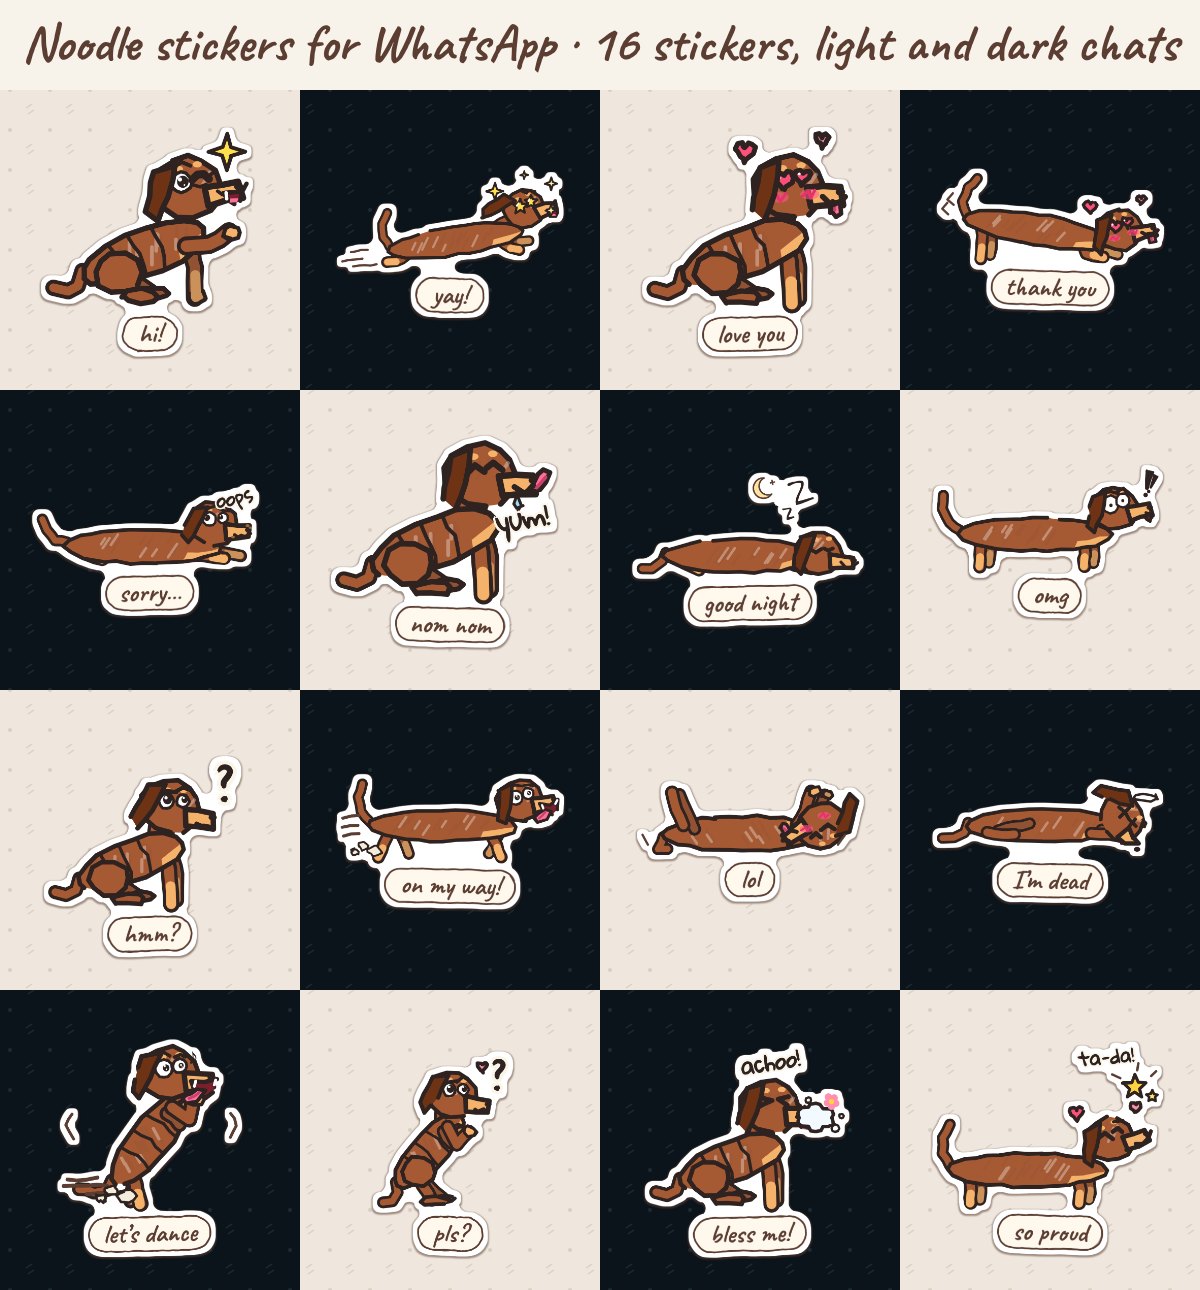 Noodle stickers for WhatsApp · 16 stickers, light and dark chats
hi!
yay!
love you
thank you
oops
sorry...
yum!
nom nom
z
z
good night
!
omg
?
hmm?
on my way!
lol
I'm dead
let's dance
?
pls?
achoo!
bless me!
ta-da!
so proud